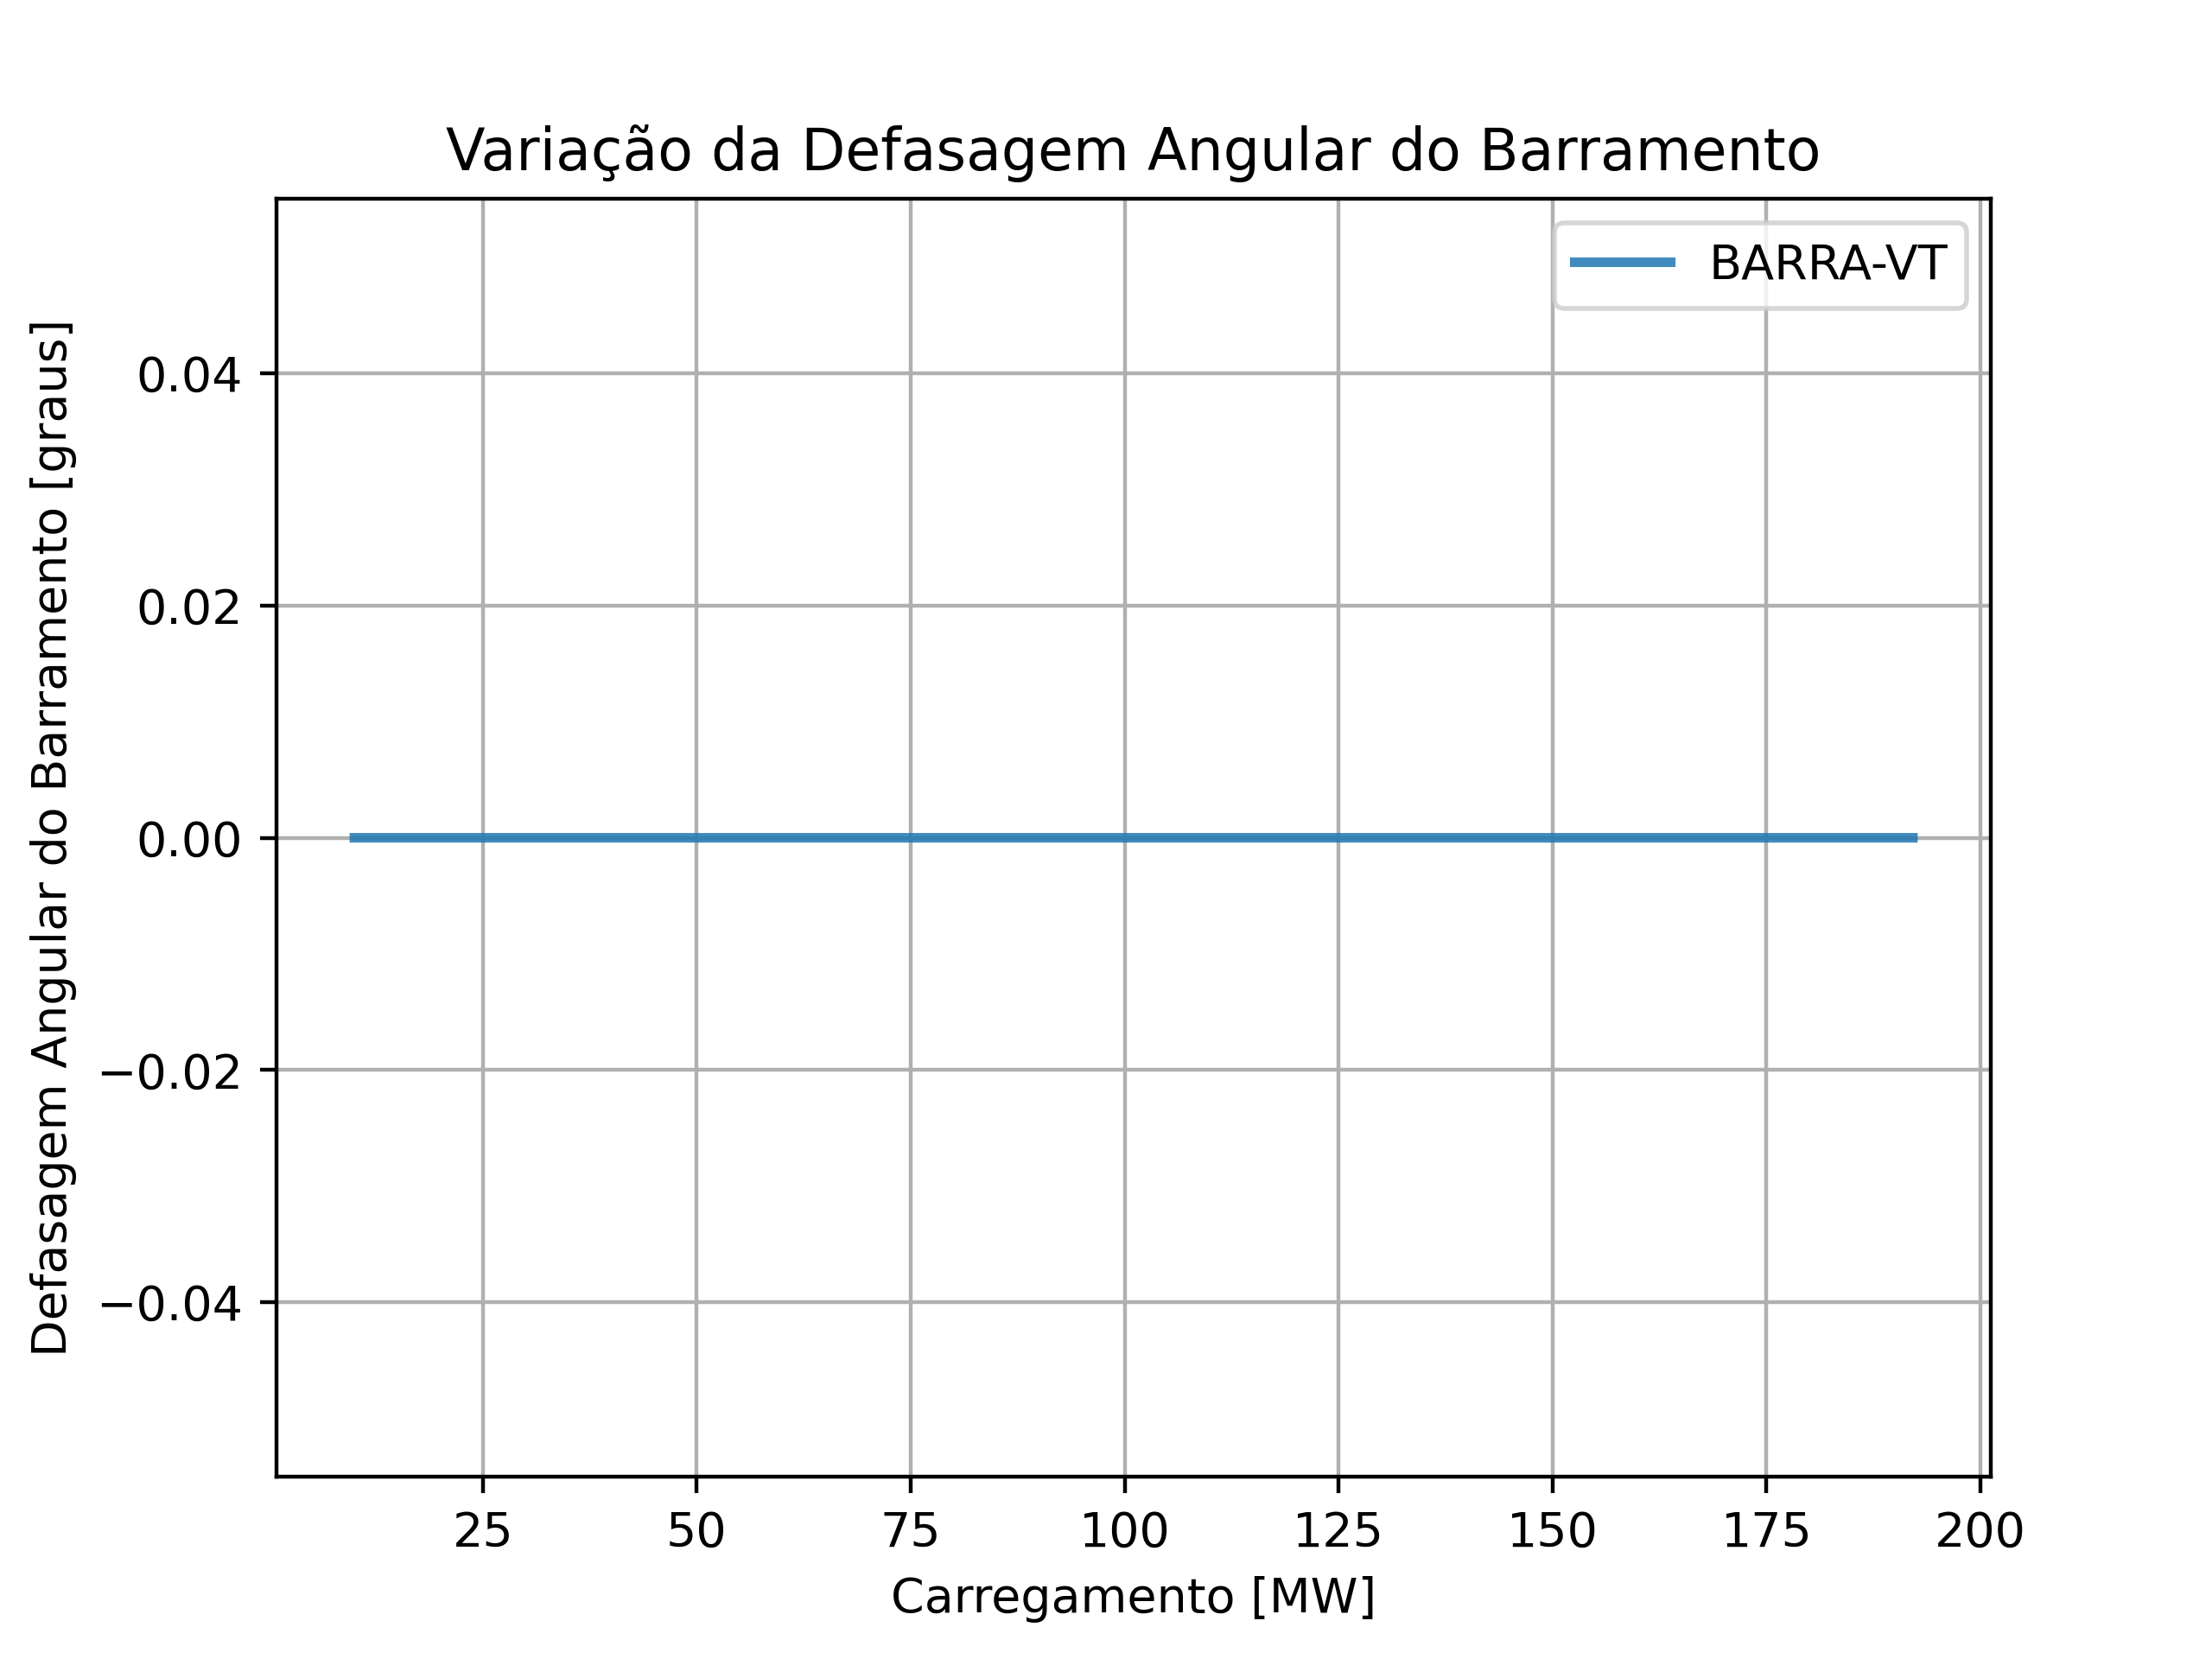 Variação da Defasagem Angular do Barramento
BARRA-VT
Defasagem Angular do Barramento [graus]
0.04
0.02
0.00
−0.02
−0.04
25 50 75 100 125 150 175 200
Carregamento [MW]